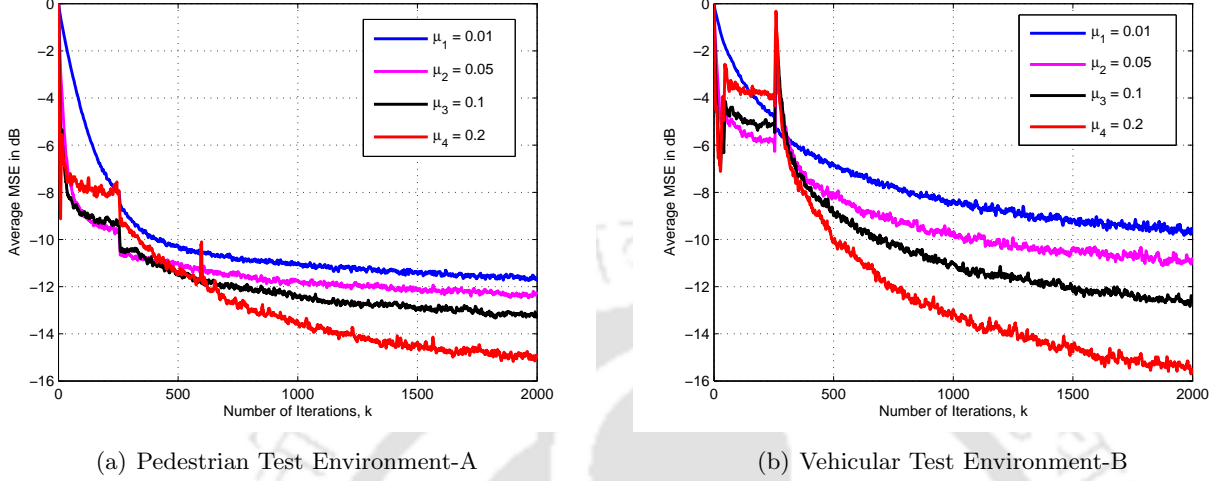 0
−2
−4
−6
−8
−10
−12
−14
−16
Average MSE in dB
0
500
1000
1500
2000
Number of Iterations, k
μ1 = 0.01
μ2 = 0.05
μ3 = 0.1
μ4 = 0.2
(a) Pedestrian Test Environment-A
0
−2
−4
−6
−8
−10
−12
−14
−16
Average MSE in dB
0
500
1000
1500
2000
Number of Iterations, k
μ1 = 0.01
μ2 = 0.05
μ3 = 0.1
μ4 = 0.2
(b) Vehicular Test Environment-B